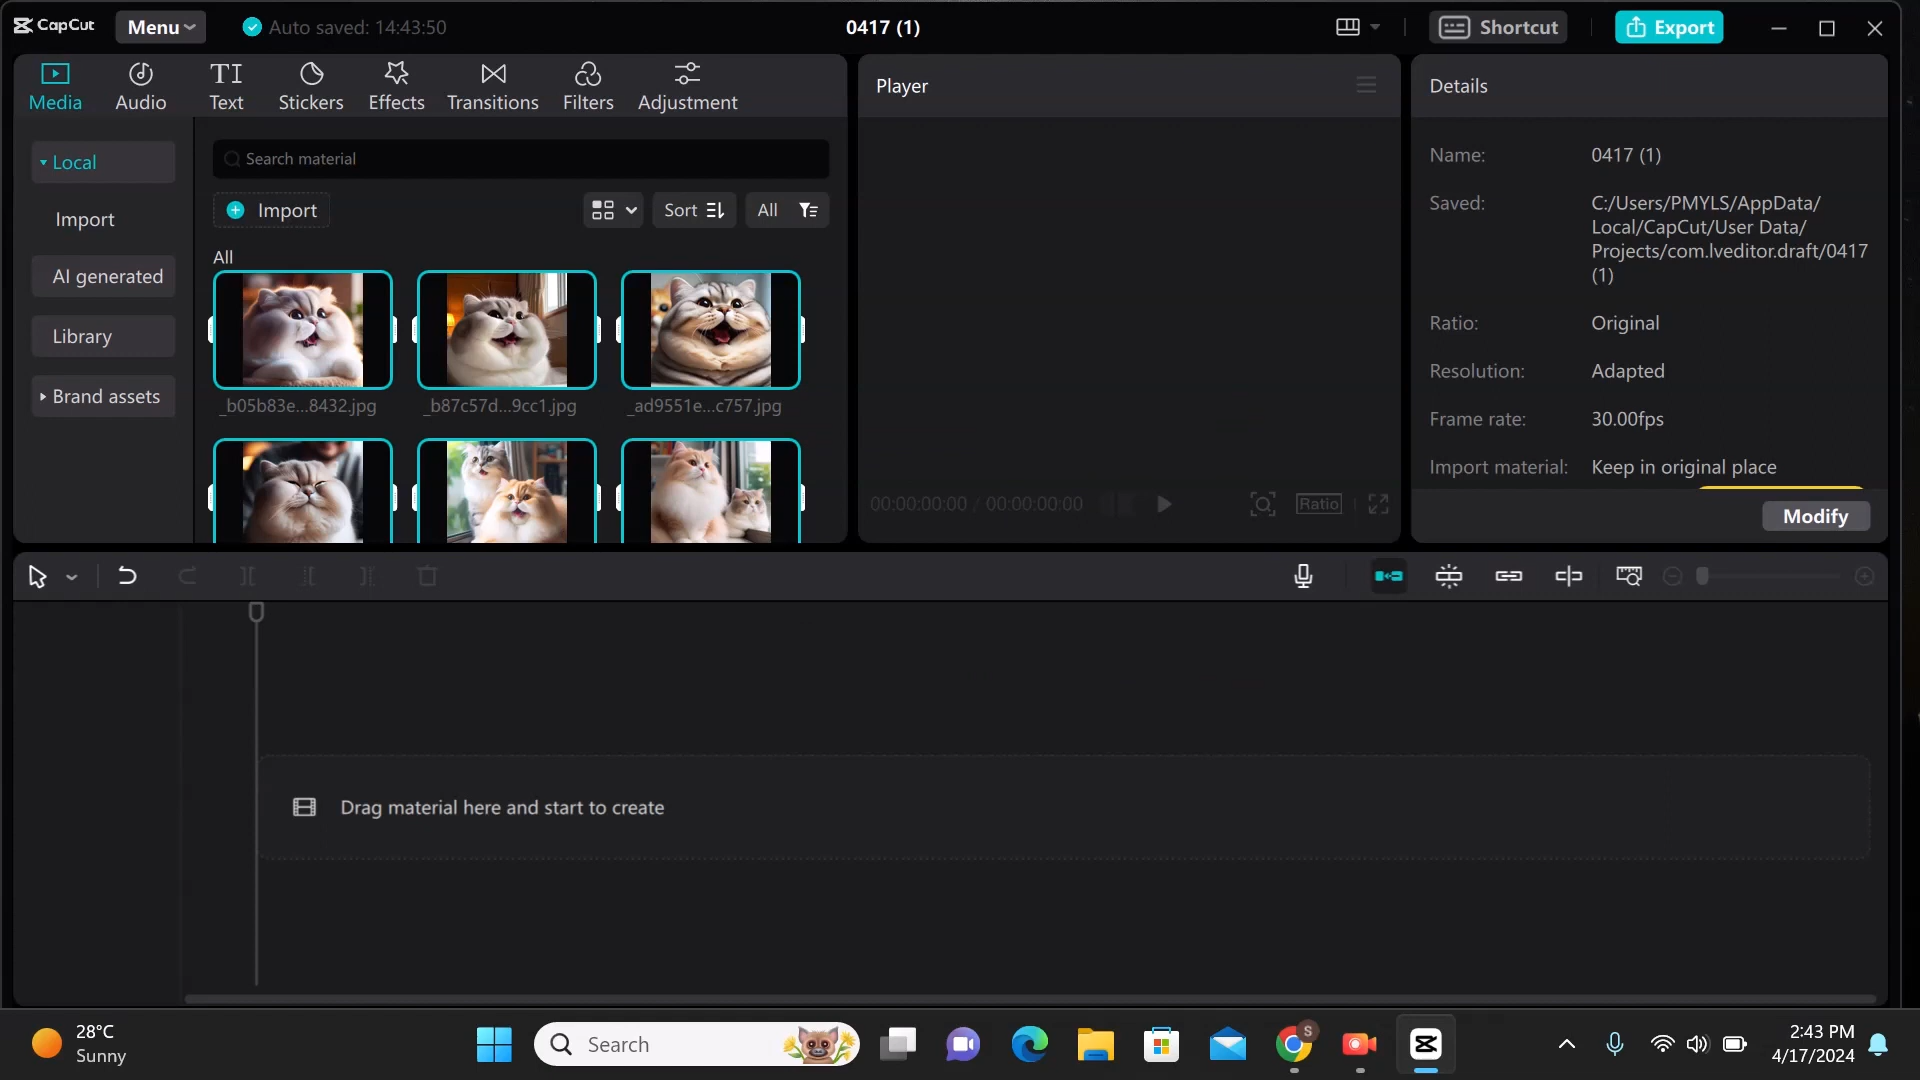 CapCut
Menu
Auto saved: 14:43:50
0417 (1)
Shortcut
Export
Media
Audio
Text
Stickers
Effects
Transitions
Filters
Adjustment
Local
Import
AI generated
Library
Brand assets
Search material
Import
Sort
All
All
_b05b83e...8432.jpg
_b87c57d...9cc1.jpg
_ad9551e...c757.jpg
Player
00:00:00:00 / 00:00:00:00
Ratio
Details
Name: 0417 (1)
Saved: C:/Users/PMYLS/AppData/
Local/CapCut/User Data/
Projects/com.lveditor.draft/0417
(1)
Ratio: Original
Resolution: Adapted
Frame rate: 30.00fps
Import material: Keep in original place
Modify
Drag material here and start to create
28°C
Sunny
Search
S
2:43 PM
4/17/2024